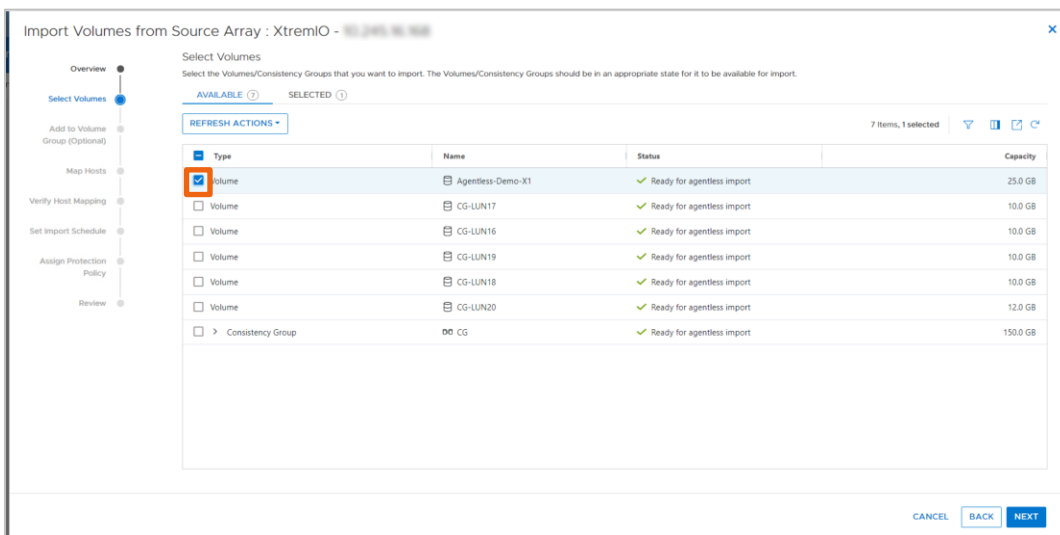 Import Volumes from Source Array : XtremIO -
Overview
Select Volumes
Add to Volume
Group (Optional)
Map Hosts
Verify Host Mapping
Set Import Schedule
Assign Protection
Policy
Review
Select Volumes
Select the Volumes/Consistency Groups that you want to import. The Volumes/Consistency Groups should be in an appropriate state for it to be available for import.
AVAILABLE 7 SELECTED 1
REFRESH ACTIONS
7 Items, 1 selected
Type Name Status Capacity
Volume Agentless-Demo-X1 Ready for agentless import 25.0 GB
Volume CG-LUN17 Ready for agentless import 10.0 GB
Volume CG-LUN16 Ready for agentless import 10.0 GB
Volume CG-LUN19 Ready for agentless import 10.0 GB
Volume CG-LUN18 Ready for agentless import 10.0 GB
Volume CG-LUN20 Ready for agentless import 12.0 GB
Consistency Group CG Ready for agentless import 150.0 GB
CANCEL BACK NEXT